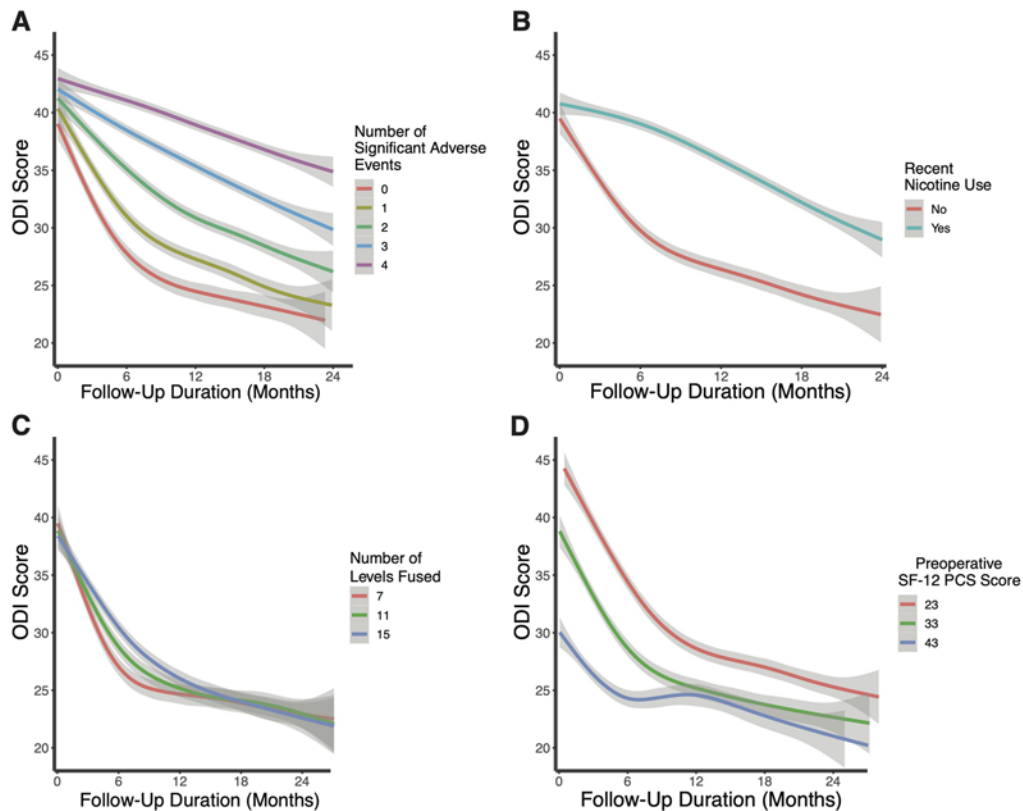 A
45
40
35
30
25
20
ODI Score
0 6 12 18 24
Follow-Up Duration (Months)
Number of
Significant Adverse
Events
0
1
2
3
4
B
45
40
35
30
25
20
ODI Score
0 6 12 18 24
Follow-Up Duration (Months)
Recent
Nicotine Use
No
Yes
C
45
40
35
30
25
20
ODI Score
0 6 12 18 24
Follow-Up Duration (Months)
Number of
Levels Fused
7
11
15
D
45
40
35
30
25
20
ODI Score
0 6 12 18 24
Follow-Up Duration (Months)
Preoperative
SF-12 PCS Score
23
33
43